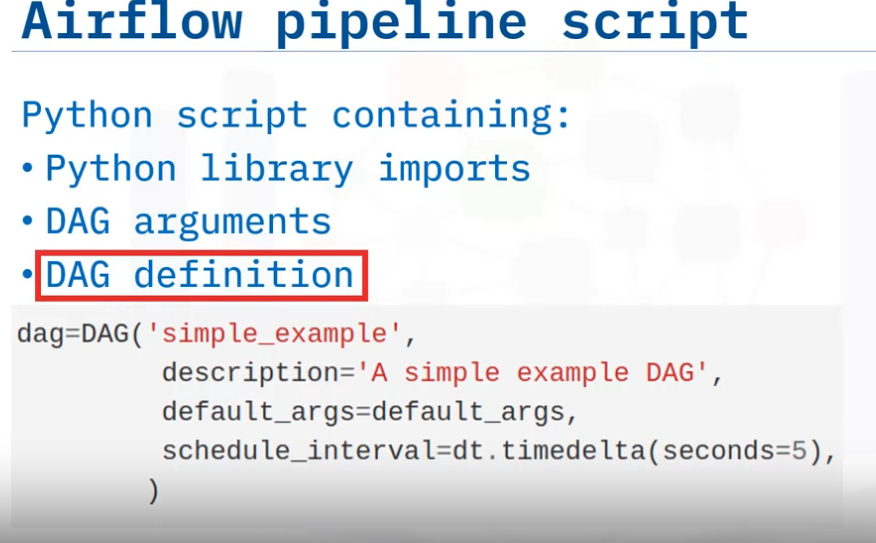 Airflow pipeline script
Python script containing:
• Python library imports
• DAG arguments
• DAG definition
dag=DAG('simple_example',
description='A simple example DAG',
default_args=default_args,
schedule_interval=dt.timedelta(seconds=5),
)